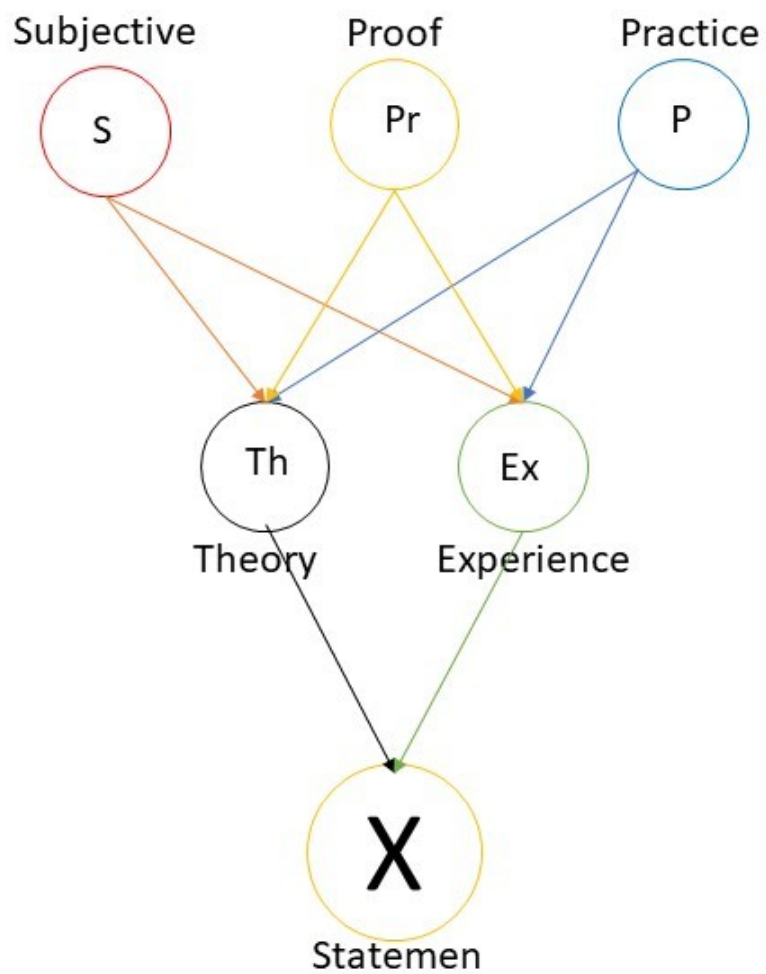 Subjective Proof Practice
S Pr P
Th Ex
Theory Experience
X
Statemen